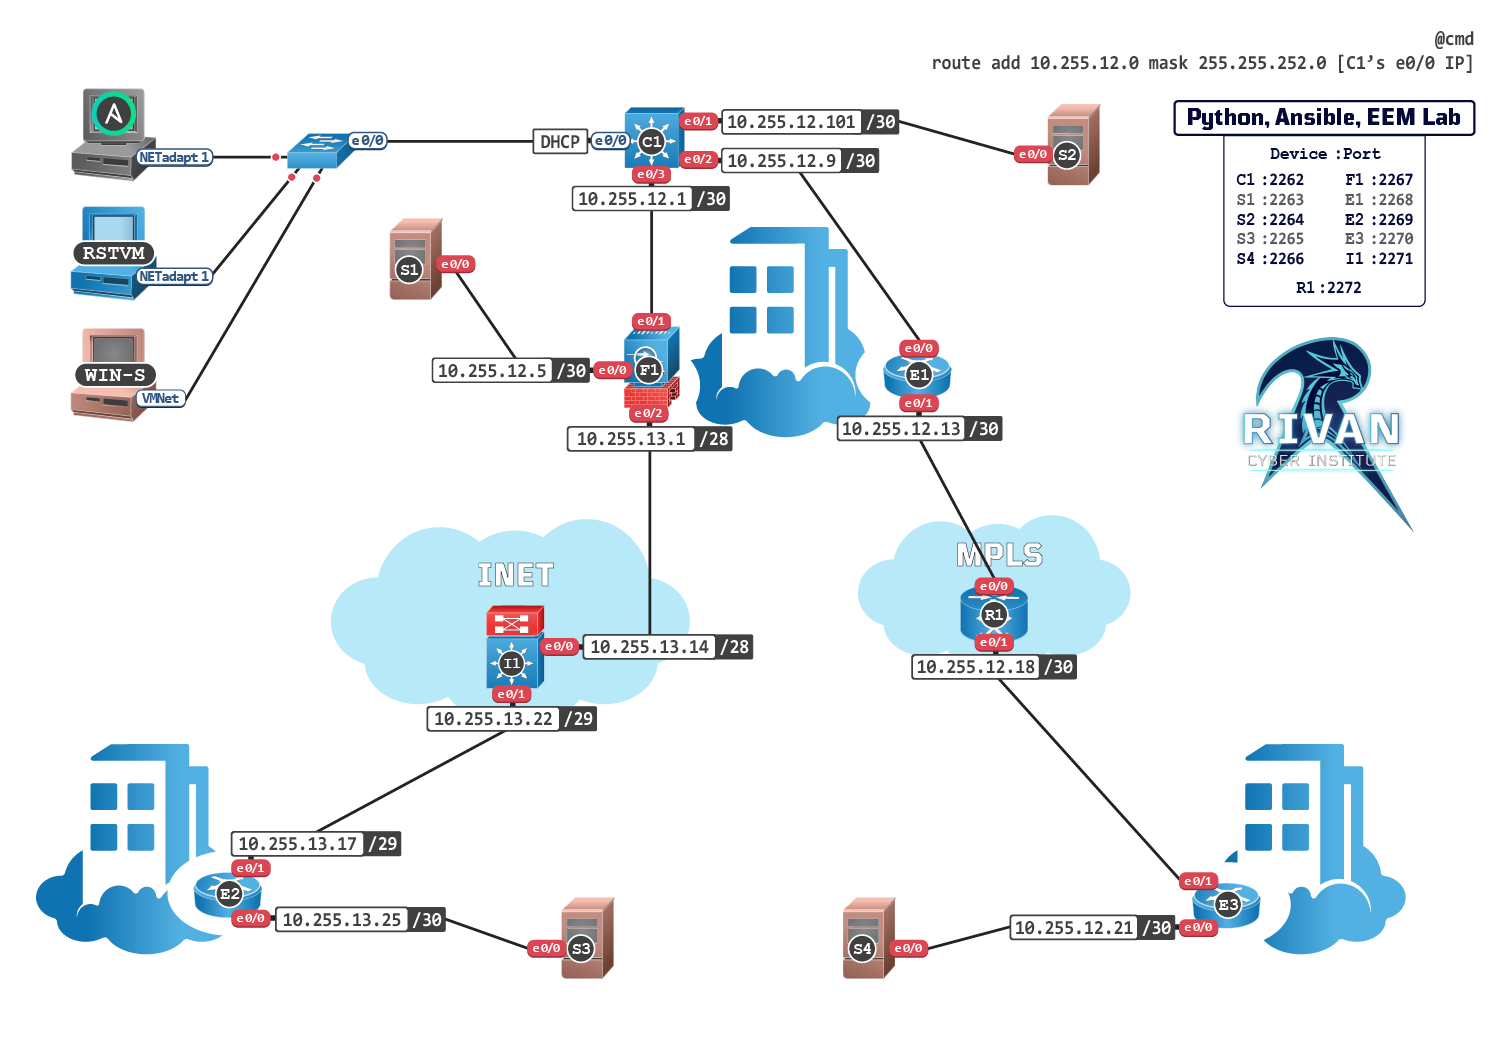 @cmd
route add 10.255.12.0 mask 255.255.252.0 [C1’s e0/0 IP]
Python, Ansible, EEM Lab
Device :Port
C1 :2262 F1 :2267
S1 :2263 E1 :2268
S2 :2264 E2 :2269
S3 :2265 E3 :2270
S4 :2266 I1 :2271
R1 :2272
A
NETadapt 1
e0/0
DHCP
e0/0
C1
e0/1
10.255.12.101 /30
e0/2
10.255.12.9 /30
e0/3
10.255.12.1 /30
e0/0
S2
RSTVM
NETadapt 1
S1
e0/0
WIN-S
VMNet
e0/1
10.255.12.5 /30
e0/0
F1
e0/2
10.255.13.1 /28
e0/0
E1
e0/1
10.255.12.13 /30
RIVAN
CYBER INSTITUTE
INET
I1
e0/0
10.255.13.14 /28
e0/1
10.255.13.22 /29
MPLS
e0/0
R1
e0/1
10.255.12.18 /30
10.255.13.17 /29
e0/1
E2
e0/0
10.255.13.25 /30
e0/0
S3
S4
e0/0
10.255.12.21 /30
e0/1
E3
e0/0